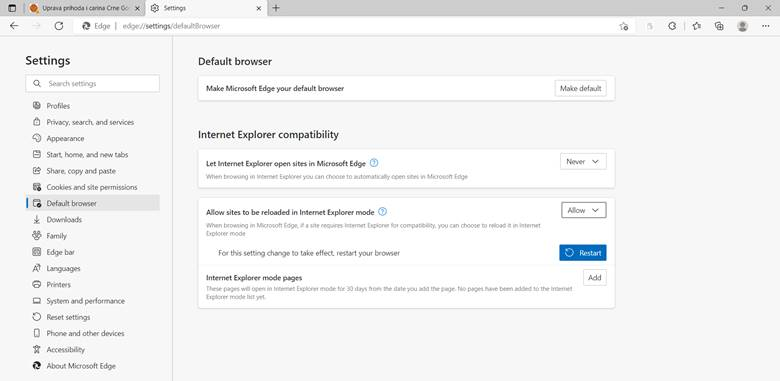 Uprava prihoda i carina Crne Go
Settings
Edge
edge://settings/defaultBrowser
Settings
Search settings
Profiles
Privacy, search, and services
Appearance
Start, home, and new tabs
Share, copy and paste
Cookies and site permissions
Default browser
Downloads
Family
Edge bar
Languages
Printers
System and performance
Reset settings
Phone and other devices
Accessibility
About Microsoft Edge
Default browser
Make Microsoft Edge your default browser
Make default
Internet Explorer compatibility
Let Internet Explorer open sites in Microsoft Edge
Never
When browsing in Internet Explorer you can choose to automatically open sites in Microsoft Edge
Allow sites to be reloaded in Internet Explorer mode
Allow
When browsing in Microsoft Edge, if a site requires Internet Explorer for compatibility, you can choose to reload it in Internet
Explorer mode
For this setting change to take effect, restart your browser
Restart
Internet Explorer mode pages
Add
These pages will open in Internet Explorer mode for 30 days from the date you add the page. No pages have been added to the Internet
Explorer mode list yet.